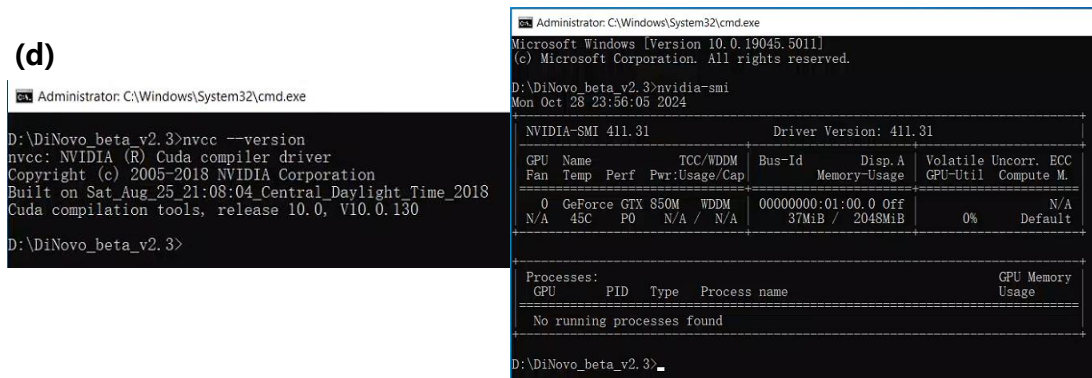 (d)
Administrator: C:\Windows\System32\cmd.exe
D:\DiNovo_beta_v2.3>nvcc --version
nvcc: NVIDIA (R) Cuda compiler driver
Copyright (c) 2005-2018 NVIDIA Corporation
Built on Sat_Aug_25_21:08:04_Central_Daylight_Time_2018
Cuda compilation tools, release 10.0, V10.0.130
D:\DiNovo_beta_v2.3>
Administrator: C:\Windows\System32\cmd.exe
Microsoft Windows [Version 10.0.19045.5011]
(c) Microsoft Corporation. All rights reserved.
D:\DiNovo_beta_v2.3>nvidia-smi
Mon Oct 28 23:56:05 2024
NVIDIA-SMI 411.31 Driver Version: 411.31
GPU Name TCC/WDDM | Bus-Id Disp.A | Volatile Uncorr. ECC
Fan Temp Perf Pwr:Usage/Cap| Memory-Usage | GPU-Util Compute M.
0 GeForce GTX 850M WDDM | 00000000:01:00.0 Off | N/A
N/A 45C P0 N/A / N/A | 37MiB / 2048MiB | 0% Default
Processes: GPU Memory
GPU PID Type Process name Usage
No running processes found
D:\DiNovo_beta_v2.3>